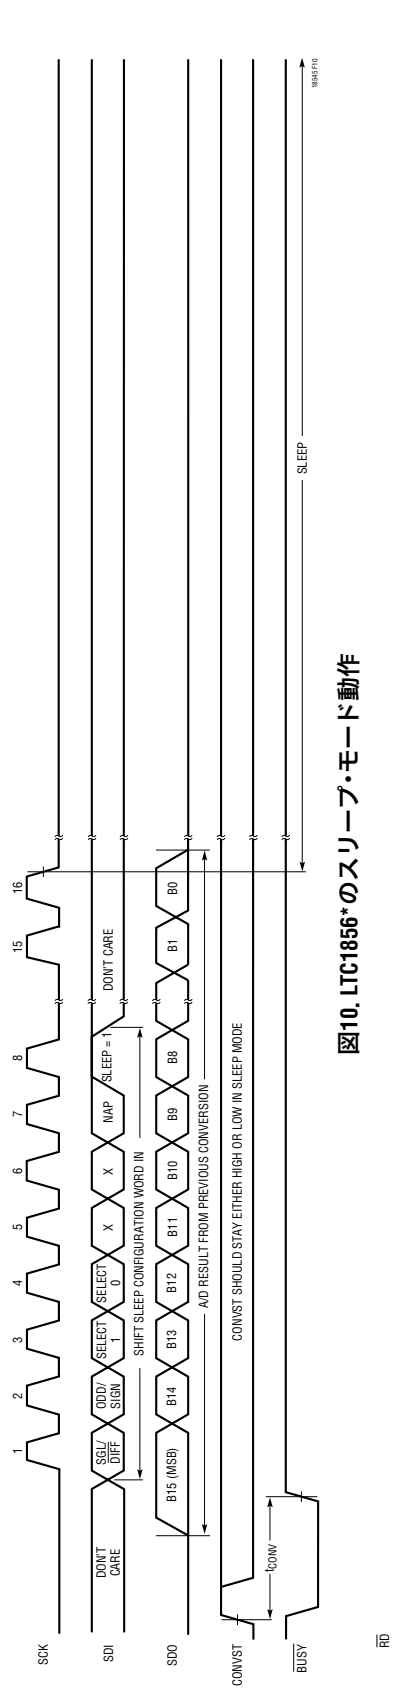 SCK
1 2 3 4 5 6 7 8 15 16
SDI
DON'T
CARE
SGL/
DIFF
ODD/
SIGN
SELECT
1
SELECT
0
X
X
NAP
SLEEP = 1
DON'T CARE
SHIFT SLEEP CONFIGURATION WORD IN
SDO
B15 (MSB) B14 B13 B12 B11 B10 B9 B8 B1 B0
A/D RESULT FROM PREVIOUS CONVERSION
CONVST
CONVST SHOULD STAY EITHER HIGH OR LOW IN SLEEP MODE
tCONV
BUSY
SLEEP
18545 F10
図10. LTC1856*のスリープ・モード動作
RD